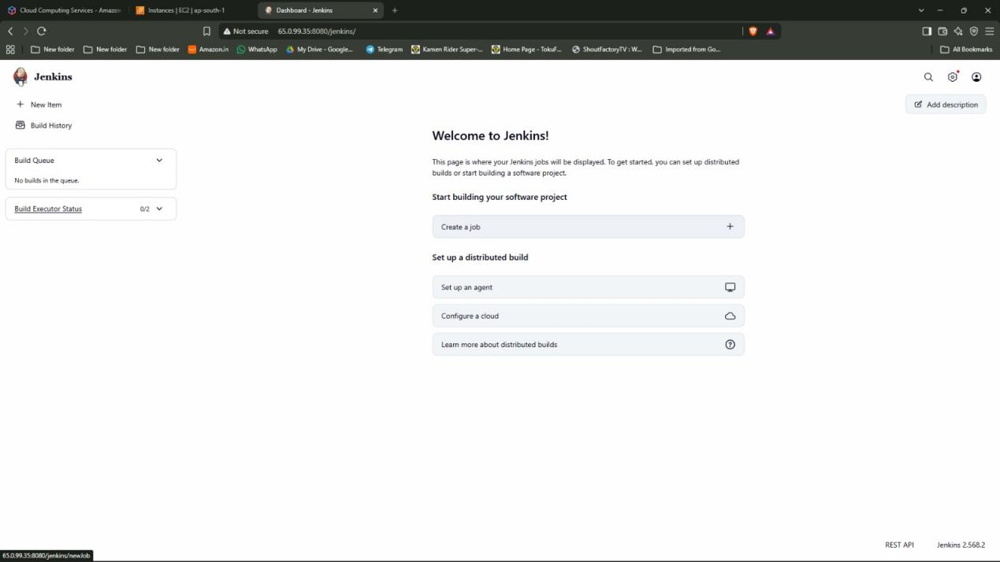 Cloud Computing Services - Amazon
Instances | EC2 | ap-south-1
Dashboard - Jenkins
Not secure
65.0.99.35:8080/jenkins/
New folder
New folder
New folder
Amazon.in
WhatsApp
My Drive - Google...
Telegram
Kamen Rider Super-...
Home Page - TokuF...
ShoutFactoryTV : W...
Imported from Go...
All Bookmarks
Jenkins
New Item
Add description
Build History
Welcome to Jenkins!
Build Queue
No builds in the queue.
Build Executor Status
0/2
This page is where your Jenkins jobs will be displayed. To get started, you can set up distributed
builds or start building a software project.
Start building your software project
Create a job
Set up a distributed build
Set up an agent
Configure a cloud
Learn more about distributed builds
REST API
Jenkins 2.568.2
65.0.99.35:8080/jenkins/newJob